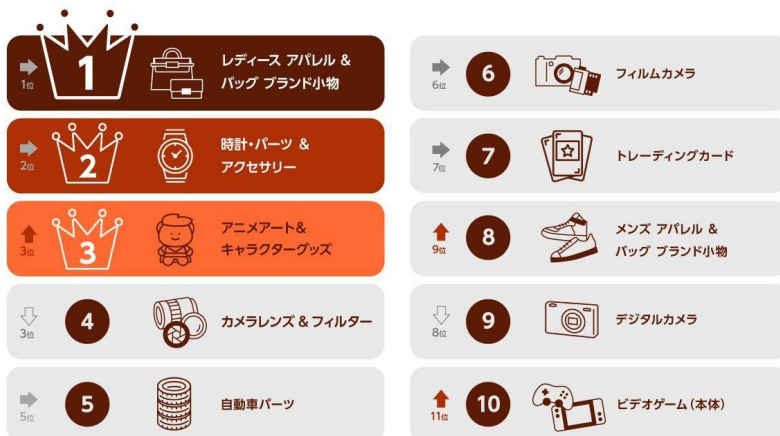 1
1位
レディース アパレル &
バッグ ブランド小物
2
2位
時計・パーツ &
アクセサリー
3
3位
アニメアート&
キャラクターグッズ
4
3位
カメラレンズ & フィルター
5
5位
自動車パーツ
6
6位
フィルムカメラ
7
7位
トレーディングカード
8
9位
メンズ アパレル &
バッグ ブランド小物
9
8位
デジタルカメラ
10
11位
ビデオゲーム(本体)